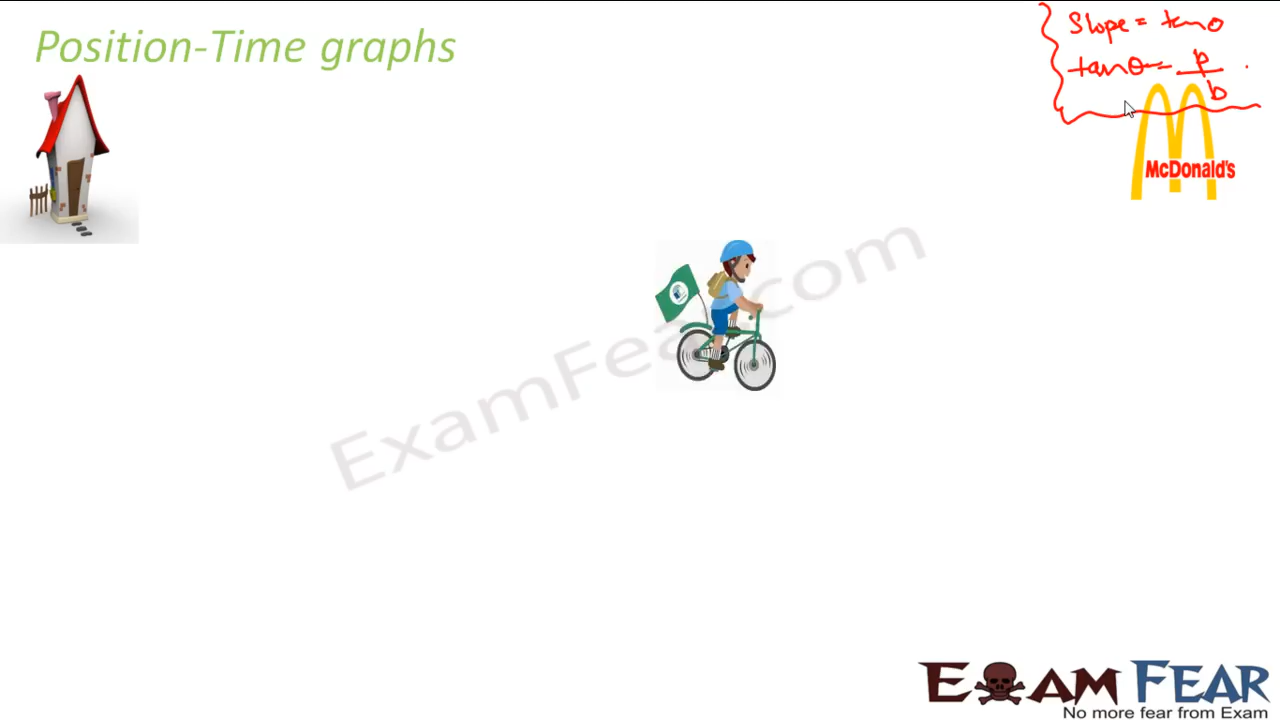 Position-Time graphs
Slope = tanθ
tanθ = p/b
McDonald's
ExamFear.com
EXAM FEAR
No more fear from Exam